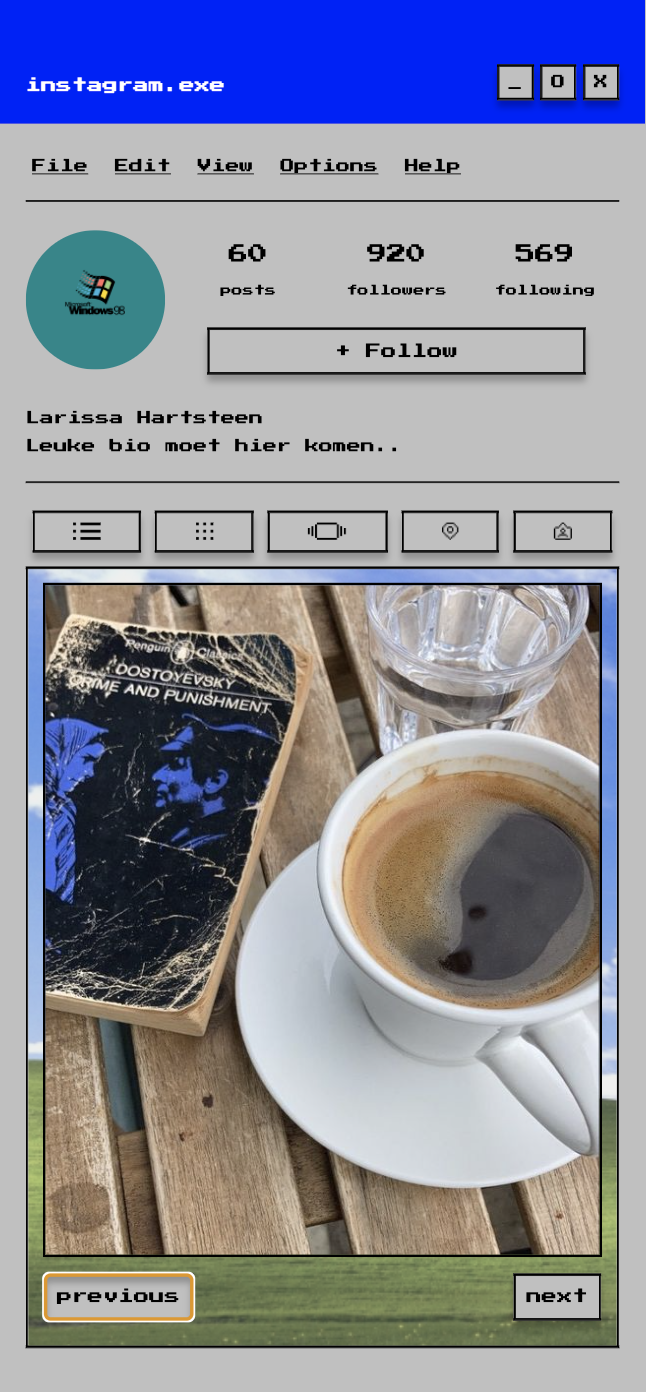 instagram.exe
_ O X
File Edit View Options Help
60 920 569
posts followers following
Microsoft
Windows98
+ Follow
Larissa Hartsteen
Leuke bio moet hier komen..
Penguin Classics
DOSTOYEVSKY
CRIME AND PUNISHMENT
previous next